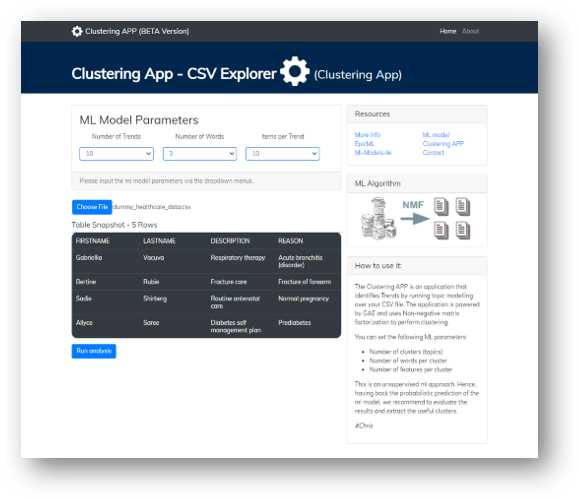 Clustering APP (BETA Version)
Home About
Clustering App - CSV Explorer (Clustering App)
ML Model Parameters
Number of Trends Number of Words Items per Trend
10 3 10
Please input the ml model parameters via the dropdown menus.
Choose File dummy_healthcare_data.csv
Table Snapshot - 5 Rows
FIRSTNAME LASTNAME DESCRIPTION REASON
Gabriella Vacuva Respiratory therapy Acute bronchitis
(disorder)
Bertine Rubie Fracture care Fracture of forearm
Sadie Shirberg Routine antenatal Normal pregnancy
care
Allyce Saree Diabetes self Prediabetes
management plan
Run analysis
Resources
More info ML model
EpicML Clustering APP
Ml-Models.de Contact
ML Algorithm
NMF
How to use it:
The Clustering APP is an application that
identifies Trends by running topic modelling
over your CSV file. The application is powered
by GAE and uses Non-negative matrix
factorization to perform clustering.
You can set the following ML parameters:
Number of clusters (topics)
Number of words per cluster
Number of features per cluster
This is an unsupervised ml approach. Hence,
having back the probabilistic prediction of the
ml model, we recommend to evaluate the
results and extract the useful clusters.
#Chris